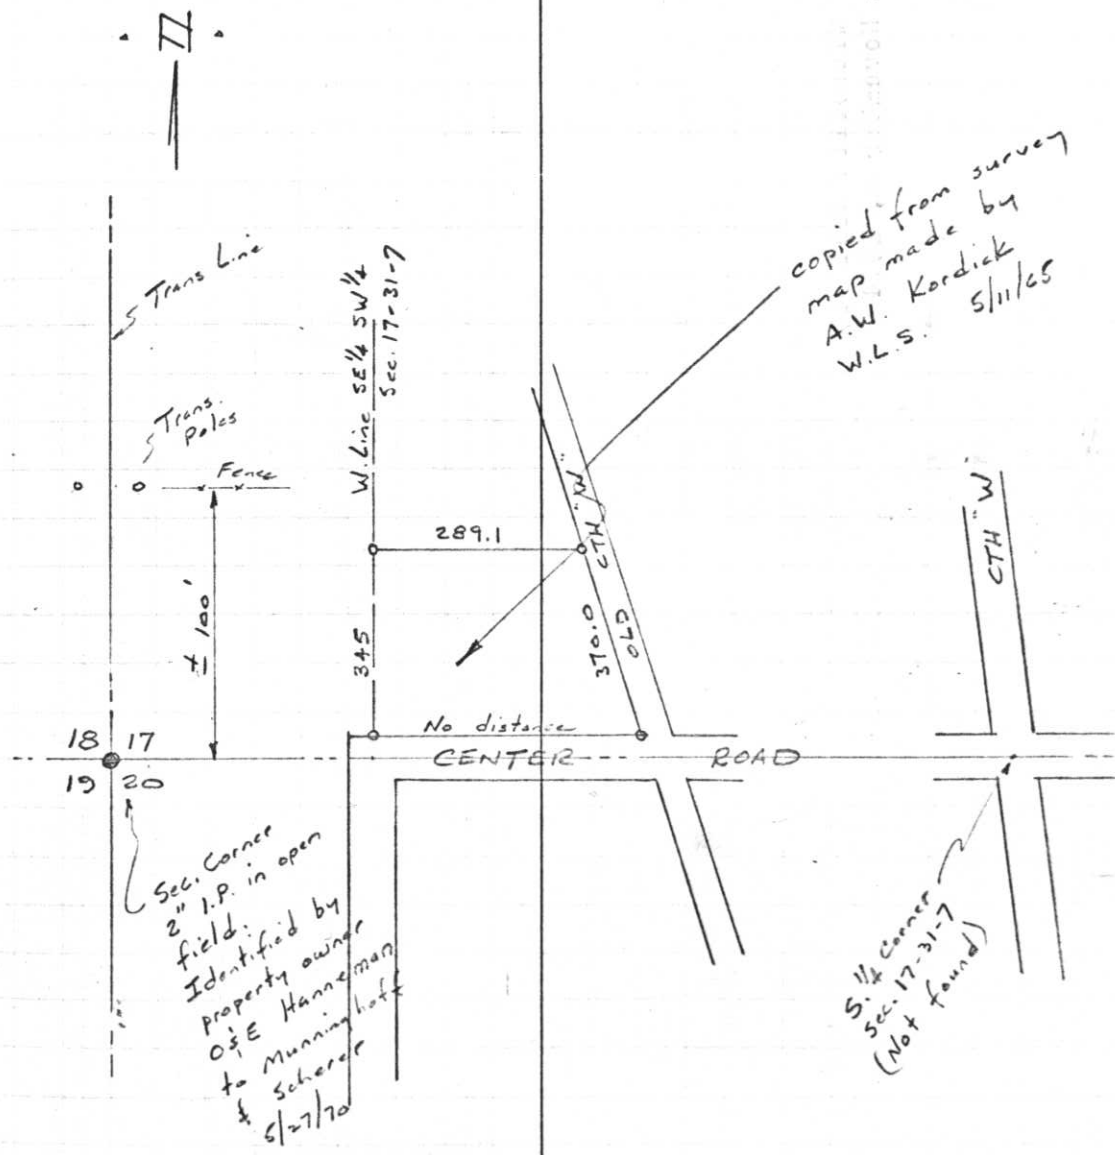 N
copied from survey
map made by
A.W. Kordick
W.L.S. 5/11/65
Trans Line
W. Line SE¼ SW¼
Sec. 17-31-7
Trans.
Poles
Fence
± 100'
289.1
345
370.0
CTH "W"
OLD
CTH "W"
No distance
18 17
19 20
CENTER ROAD
Sec. Corner
2" I.P. in open
field.
Identified by
property owner
O&E Hanneman
to Munninghoff
& Scherer
5/27/70
S. ¼ Corner
Sec. 17-31-7
(Not found)